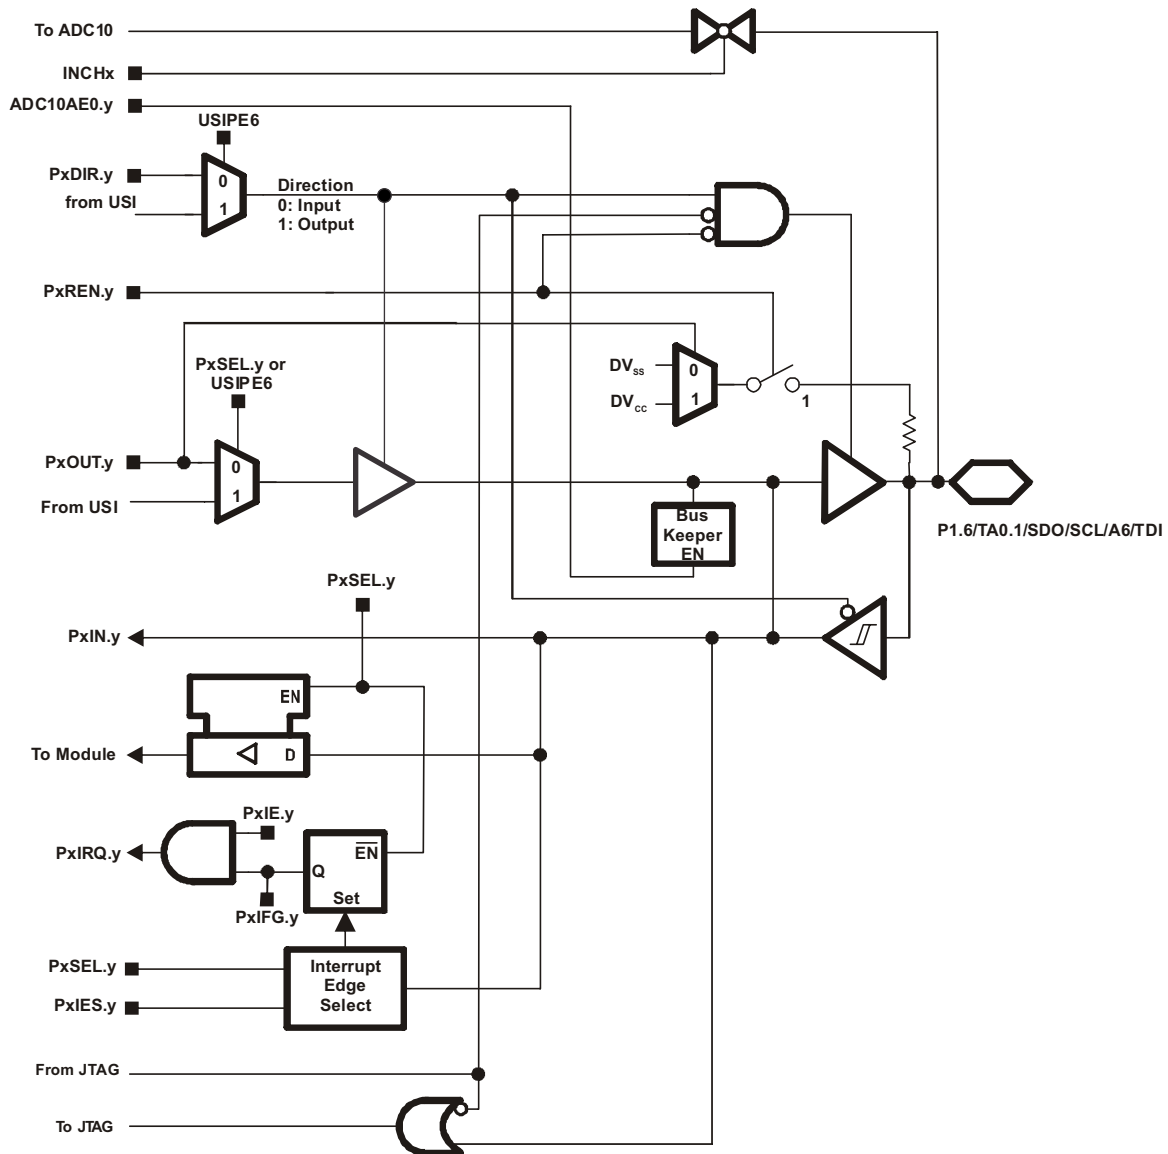 To ADC10
INCHx
ADC10AE0.y
USIPE6
PxDIR.y
0
from USI
1
Direction
0: Input
1: Output
PxREN.y
PxSEL.y or
USIPE6
DVSS
0
DVCC
1
1
PxOUT.y
0
1
From USI
Bus
Keeper
EN
P1.6/TA0.1/SDO/SCL/A6/TDI
PxSEL.y
PxIN.y
EN
To Module
D
PxIE.y
PxIRQ.y
EN
Q
Set
PxIFG.y
PxSEL.y
Interrupt
Edge
Select
PxIES.y
From JTAG
To JTAG